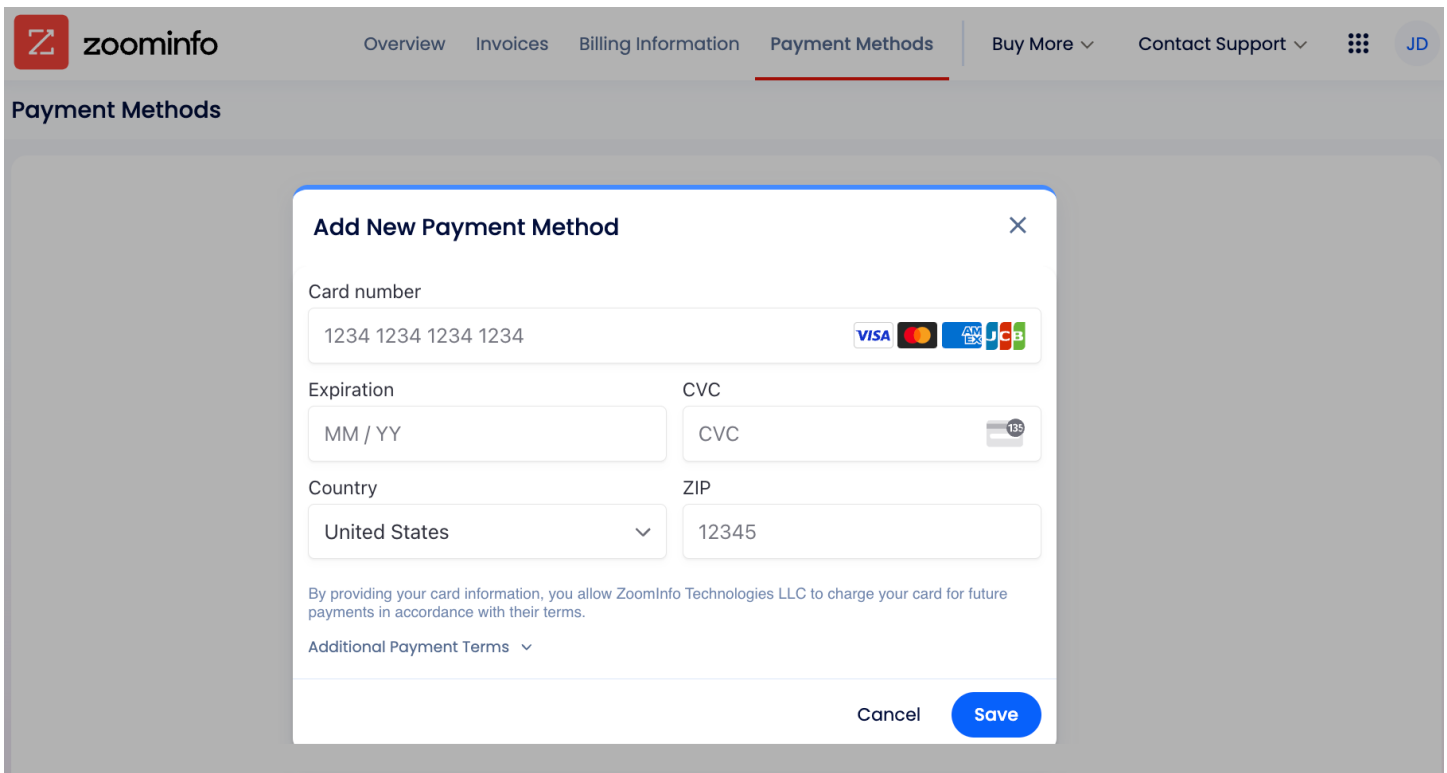 zoominfo Overview Invoices Billing Information Payment Methods Buy More Contact Support JD
Payment Methods
Add New Payment Method
Card number
1234 1234 1234 1234 VISA AM EX JCB
Expiration CVC
MM / YY CVC 135
Country ZIP
United States 12345
By providing your card information, you allow ZoomInfo Technologies LLC to charge your card for future
payments in accordance with their terms.
Additional Payment Terms
Cancel Save